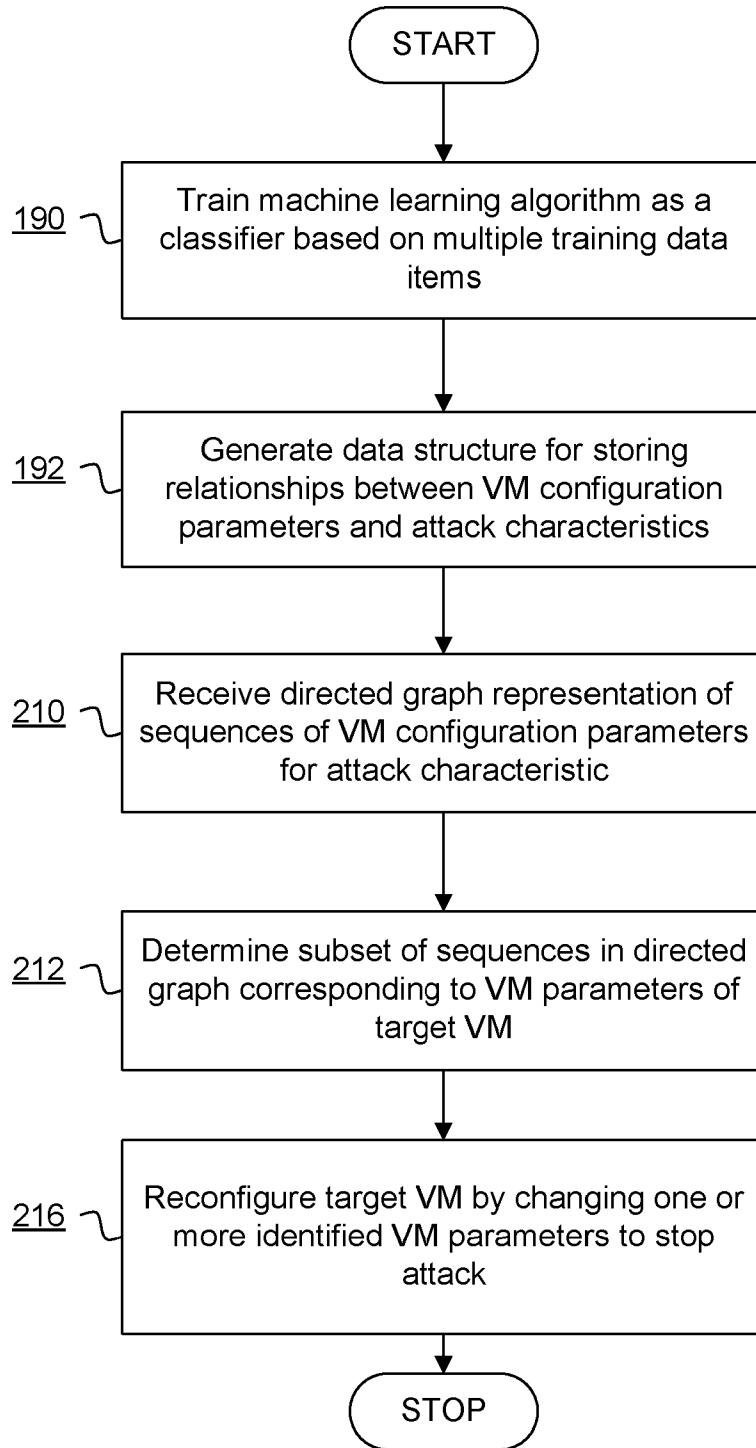 START
190
Train machine learning algorithm as a
classifier based on multiple training data
items
192
Generate data structure for storing
relationships between VM configuration
parameters and attack characteristics
210
Receive directed graph representation of
sequences of VM configuration parameters
for attack characteristic
212
Determine subset of sequences in directed
graph corresponding to VM parameters of
target VM
216
Reconfigure target VM by changing one or
more identified VM parameters to stop
attack
STOP